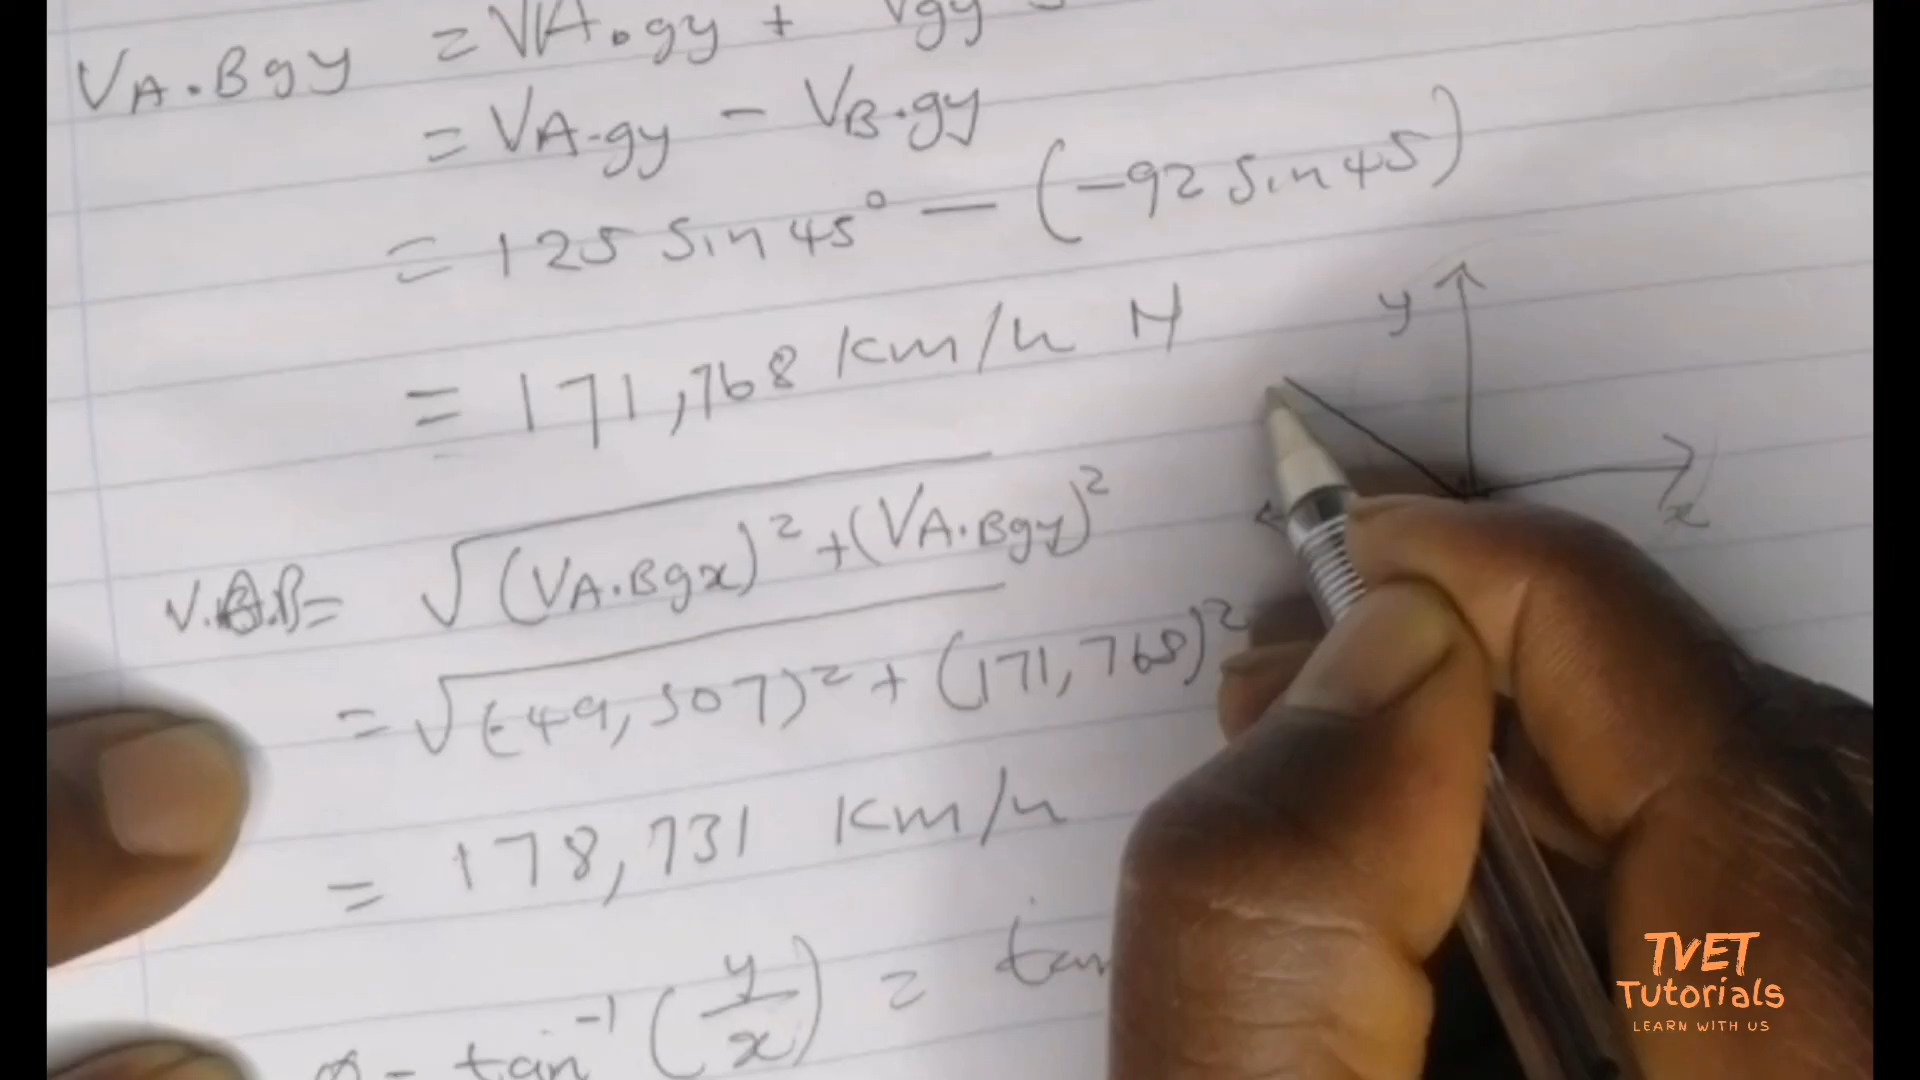 VA.Bgy = VA.gy + Vgy
= VA.gy - VB.gy
= 125 sin 45° - (-92 sin 45)
= 171,768 km/h N
y
x
V.A.B = √(VA.Bgx)² + (VA.Bgy)²
= √(-49,507)² + (171,768)²
= 178,731 km/h
tan⁻¹ (y/x) = tan
TVET
Tutorials
LEARN WITH US